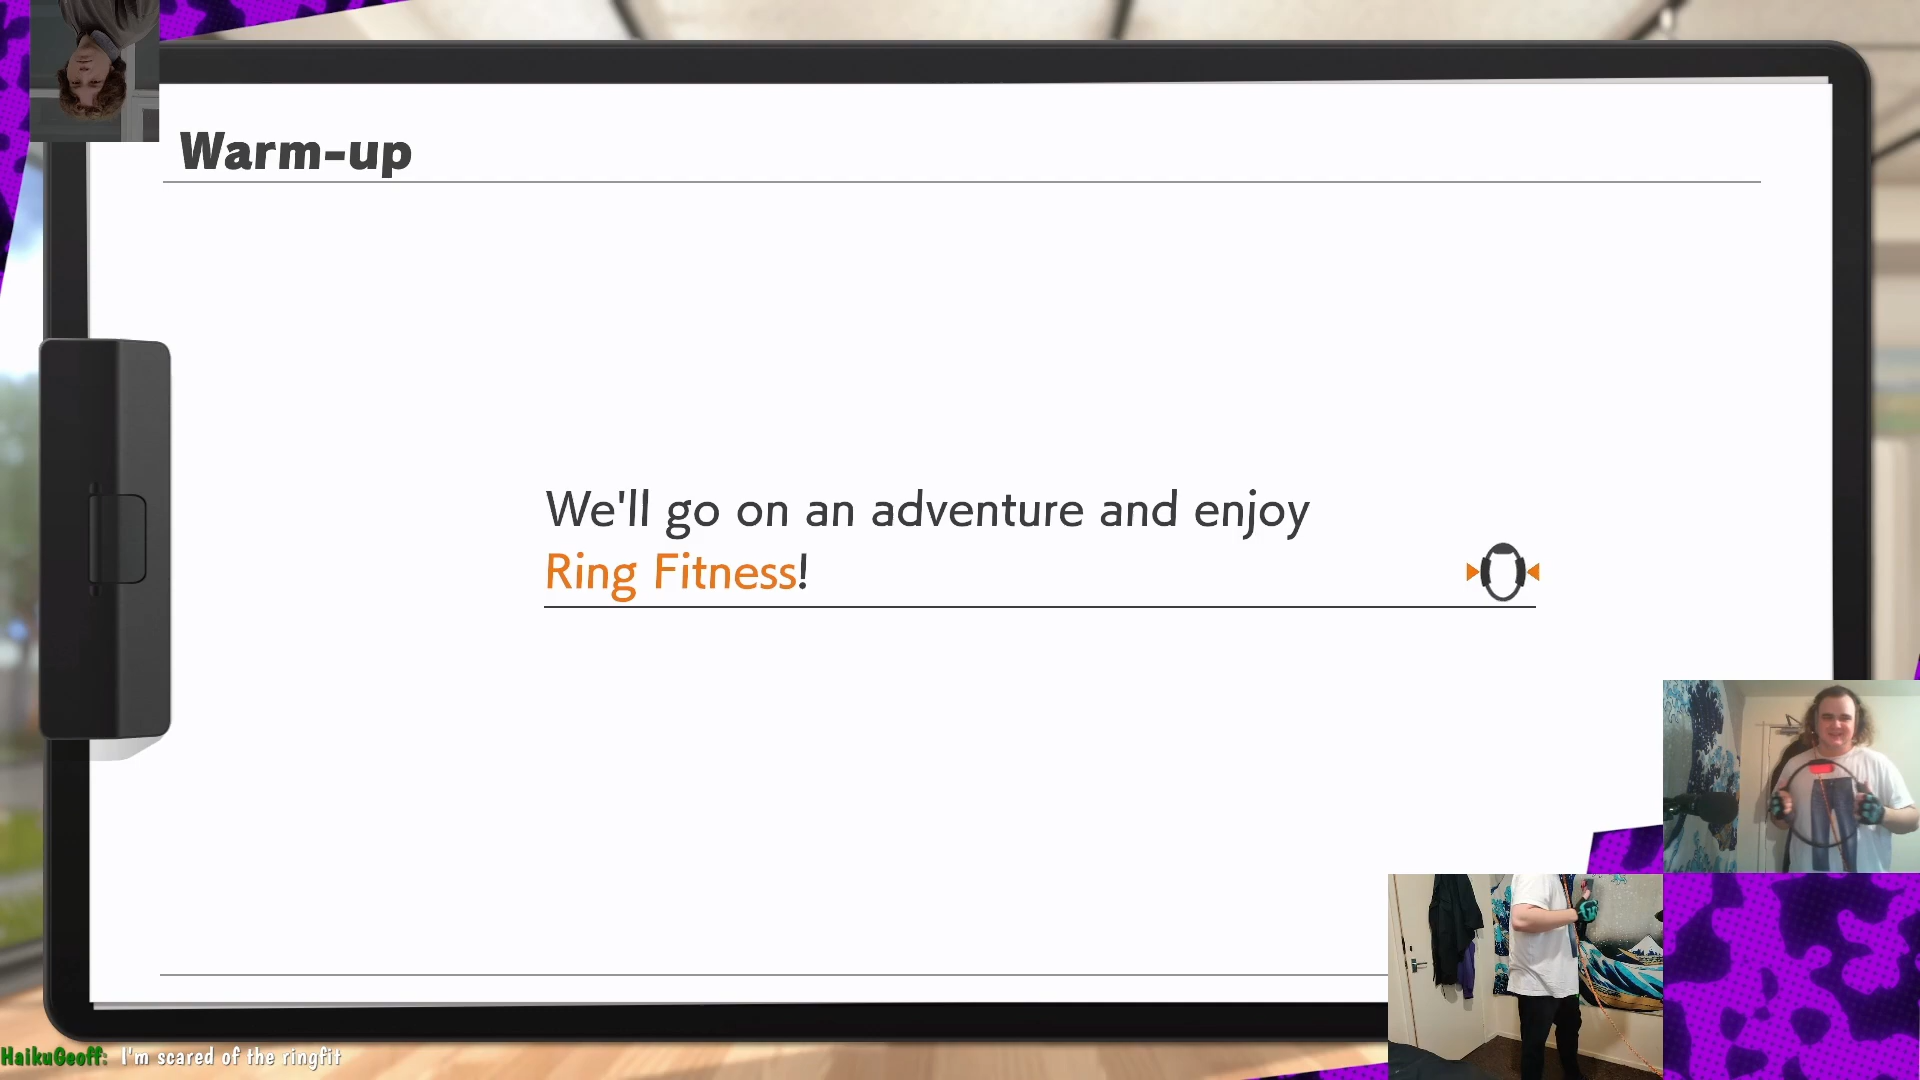 Warm-up
We'll go on an adventure and enjoy
Ring Fitness!
HaikuGeoff: I'm scared of the ringfit